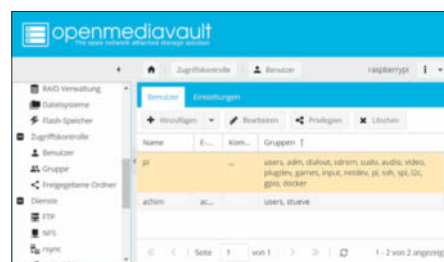 openmediavault
The open network attached storage solution
Zugriffskontrolle
Benutzer
raspberrypi
RAID Verwaltung
Dateisysteme
Flash-Speicher
Zugriffskontrolle
Benutzer
Gruppe
Freigegebene Ordner
Dienste
FTP
NFS
rsync
Benutzer Einstellungen
Hinzufügen Bearbeiten Privilegien Löschen
Name E-... Kom... Gruppen
pi ... users, adm, dialout, cdrom, sudo, audio, video,
plugdev, games, input, netdev, pi, ssh, spi, i2c,
gpio, docker
achim ac... users, stueve
Seite 1 von 1 1 - 2 von 2 angezeig